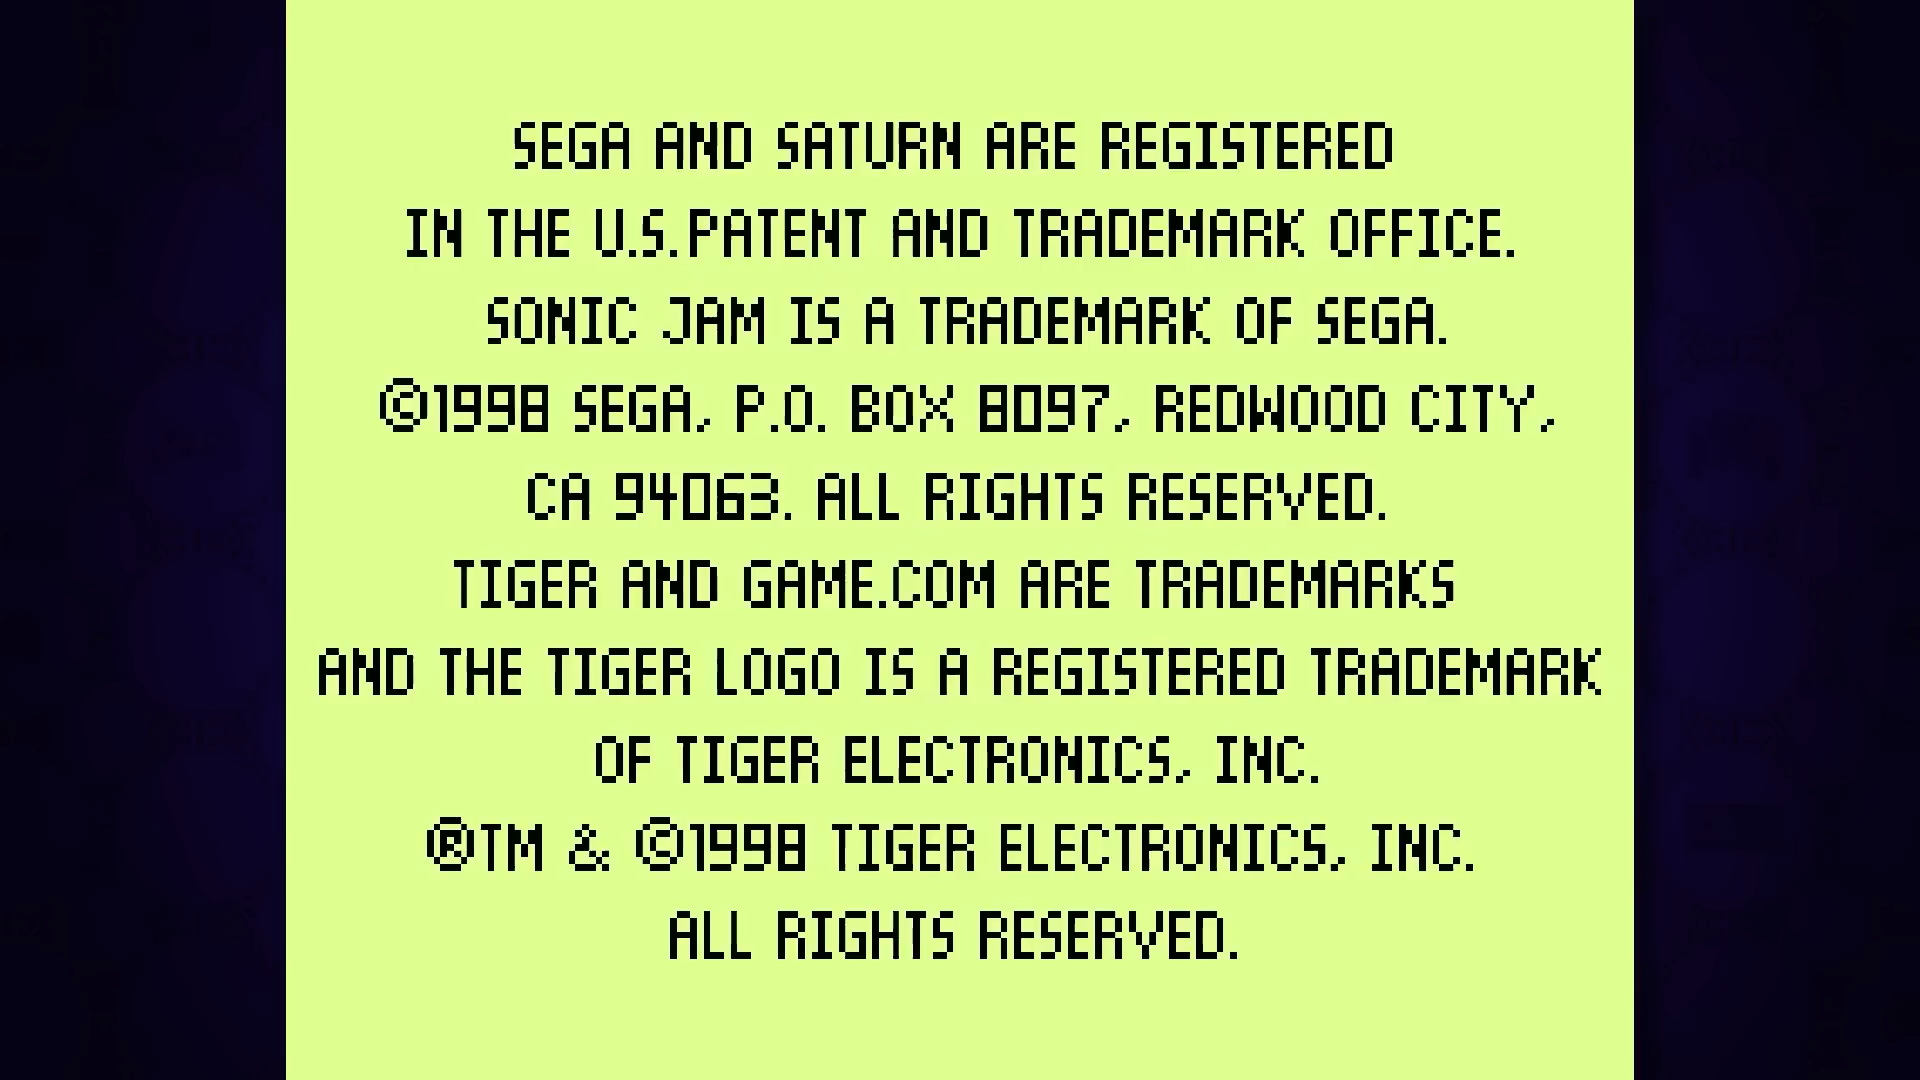 SEGA AND SATURN ARE REGISTERED
IN THE U.S.PATENT AND TRADEMARK OFFICE.
SONIC JAM IS A TRADEMARK OF SEGA.
©1998 SEGA, P.O. BOX 8097, REDWOOD CITY,
CA 94063. ALL RIGHTS RESERVED.
TIGER AND GAME.COM ARE TRADEMARKS
AND THE TIGER LOGO IS A REGISTERED TRADEMARK
OF TIGER ELECTRONICS, INC.
®TM & ©1998 TIGER ELECTRONICS, INC.
ALL RIGHTS RESERVED.